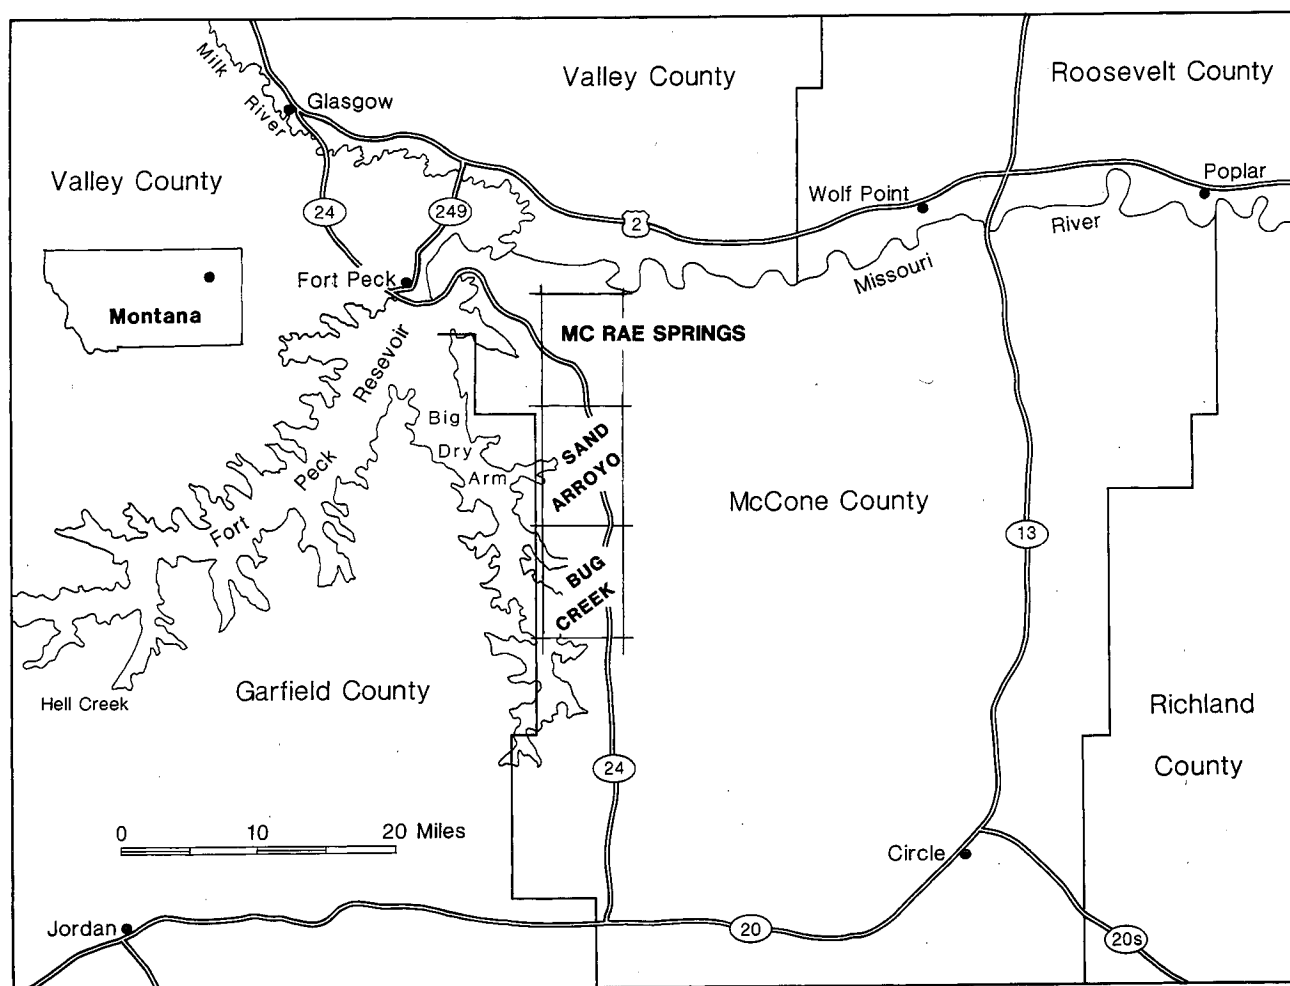 Milk
River
Glasgow
Valley County
Roosevelt County
Valley County
24
249
2
Wolf Point
Poplar
River
Missouri
Fort Peck
Montana
MC RAE SPRINGS
Resevoir
Peck
Fort
Big
Dry
Arm
SAND
ARROYO
BUG
CREEK
McCone County
13
Hell Creek
Garfield County
Richland
County
24
0 10 20 Miles
Circle
Jordan
20
20s